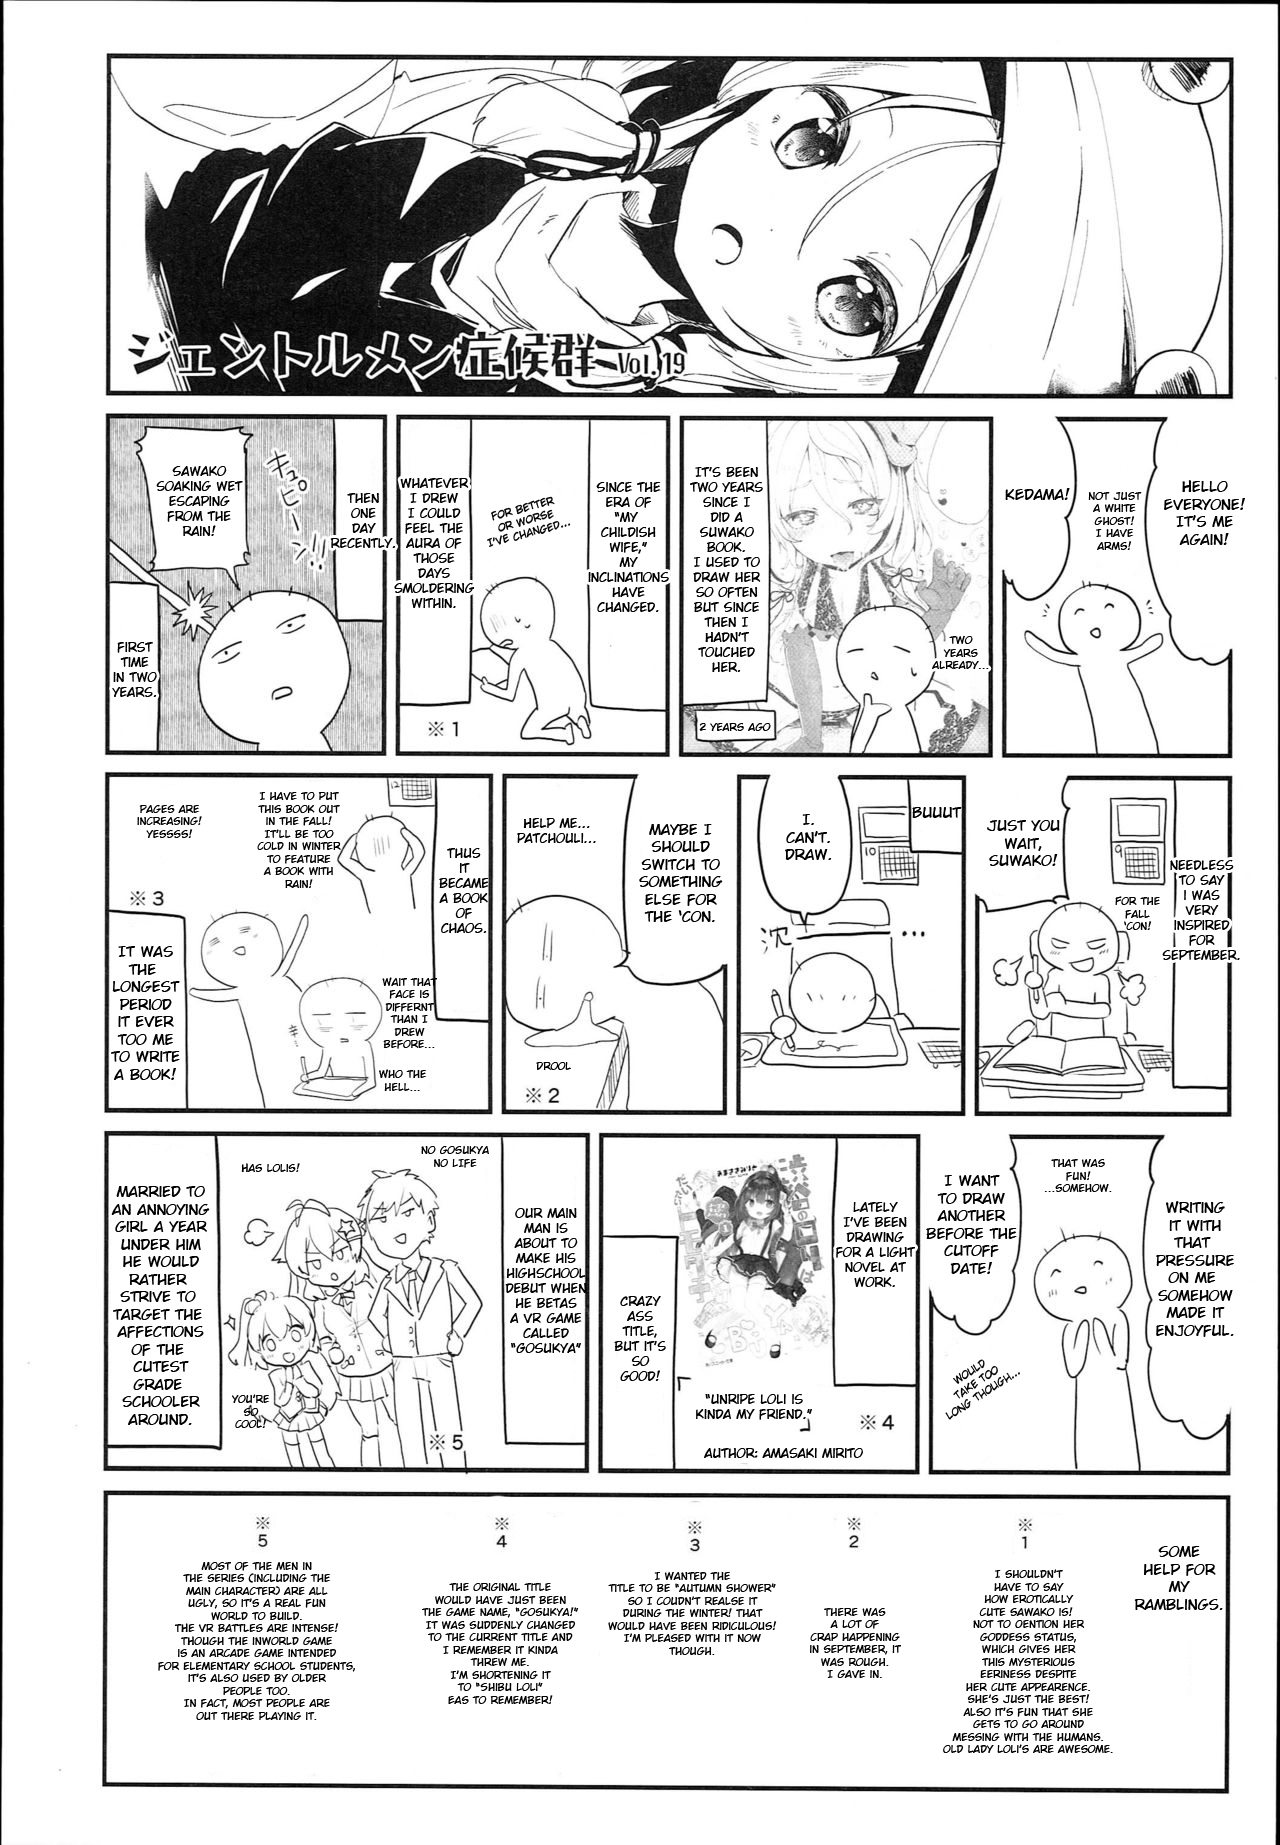 ジェントルメン症候群 Vol.19
HELLO
EVERYONE!
IT'S ME
AGAIN!
NOT JUST
A WHITE
GHOST!
I HAVE
ARMS!
KEDAMA!
IT'S BEEN
TWO YEARS
SINCE I
DID A
SUWAKO
BOOK.
I USED TO
DRAW HER
SO OFTEN
BUT SINCE
THEN I
HADN'T
TOUCHED
HER.
TWO
YEARS
ALREADY...
2 YEARS AGO
SINCE THE
ERA OF
"MY
CHILDISH
WIFE,"
MY
INCLINATIONS
HAVE
CHANGED.
FOR BETTER
OR WORSE
I'VE CHANGED...
WHATEVER
I DREW
I COULD
FEEL THE
AURA OF
THOSE
DAYS
SMOLDERING
WITHIN.
※1
THEN
ONE
DAY
RECENTLY.
キュピーン!!
SAWAKO
SOAKING WET
ESCAPING
FROM THE
RAIN!
FIRST
TIME
IN TWO
YEARS.
NEEDLESS
TO SAY
I WAS
VERY
INSPIRED
FOR
SEPTEMBER.
9
JUST YOU
WAIT,
SUWAKO!
FOR THE
FALL
'CON!
BUUUT
10
I.
CAN'T.
DRAW.
沈 ...
MAYBE I
SHOULD
SWITCH TO
SOMETHING
ELSE FOR
THE 'CON.
HELP ME...
PATCHOULI...
DROOL
※2
12
THUS
IT
BECAME
A BOOK
OF
CHAOS.
I HAVE TO PUT
THIS BOOK OUT
IN THE FALL!
IT'LL BE TOO
COLD IN WINTER
TO FEATURE
A BOOK WITH
RAIN!
PAGES ARE
INCREASING!
YESSSS!
※3
WAIT THAT
FACE IS
DIFFERNT
THAN I
DREW
BEFORE...
WHO THE
HELL...
IT WAS
THE
LONGEST
PERIOD
IT EVER
TOO ME
TO WRITE
A BOOK!
WRITING
IT WITH
THAT
PRESSURE
ON ME
SOMEHOW
MADE IT
ENJOYFUL.
THAT WAS
FUN!
...SOMEHOW.
I WANT
TO DRAW
ANOTHER
BEFORE THE
CUTOFF
DATE!
WOULD
TAKE TOO
LONG THOUGH...
LATELY
I'VE BEEN
DRAWING
FOR A LIGHT
NOVEL AT
WORK.
CRAZY
ASS
TITLE,
BUT IT'S
SO
GOOD!
"UNRIPE LOLI IS
KINDA MY FRIEND."
※4
AUTHOR: AMASAKI MIRITO
OUR MAIN
MAN IS
ABOUT TO
MAKE HIS
HIGHSCHOOL
DEBUT WHEN
HE BETAS
A VR GAME
CALLED
"GOSUKYA"
NO GOSUKYA
NO LIFE
HAS LOLIS!
YOU'RE
SO
COOL!
※5
MARRIED TO
AN ANNOYING
GIRL A YEAR
UNDER HIM
HE WOULD
RATHER
STRIVE TO
TARGET THE
AFFECTIONS
OF THE
CUTEST
GRADE
SCHOOLER
AROUND.
SOME
HELP FOR
MY
RAMBLINGS.
※
1
I SHOULDN'T
HAVE TO SAY
HOW EROTICALLY
CUTE SAWAKO IS!
NOT TO OENTION HER
GODDESS STATUS,
WHICH GIVES HER
THIS MYSTERIOUS
EERINESS DESPITE
HER CUTE APPEARENCE.
SHE'S JUST THE BEST!
ALSO IT'S FUN THAT SHE
GETS TO GO AROUND
MESSING WITH THE HUMANS.
OLD LADY LOLI'S ARE AWESOME.
※
2
THERE WAS
A LOT OF
CRAP HAPPENING
IN SEPTEMBER, IT
WAS ROUGH.
I GAVE IN.
※
3
I WANTED THE
TITLE TO BE "AUTUMN SHOWER"
SO I COUDN'T REALSE IT
DURING THE WINTER! THAT
WOULD HAVE BEEN RIDICULOUS!
I'M PLEASED WITH IT NOW
THOUGH.
※
4
THE ORIGINAL TITLE
WOULD HAVE JUST BEEN
THE GAME NAME, "GOSUKYA!"
IT WAS SUDDENLY CHANGED
TO THE CURRENT TITLE AND
I REMEMBER IT KINDA
THREW ME.
I'M SHORTENING IT
TO "SHIBU LOLI"
EAS TO REMEMBER!
※
5
MOST OF THE MEN IN
THE SERIES (INCLUDING THE
MAIN CHARACTER) ARE ALL
UGLY, SO IT'S A REAL FUN
WORLD TO BUILD.
THE VR BATTLES ARE INTENSE!
THOUGH THE INWORLD GAME
IS AN ARCADE GAME INTENDED
FOR ELEMENTARY SCHOOL STUDENTS,
IT'S ALSO USED BY OLDER
PEOPLE TOO.
IN FACT, MOST PEOPLE ARE
OUT THERE PLAYING IT.